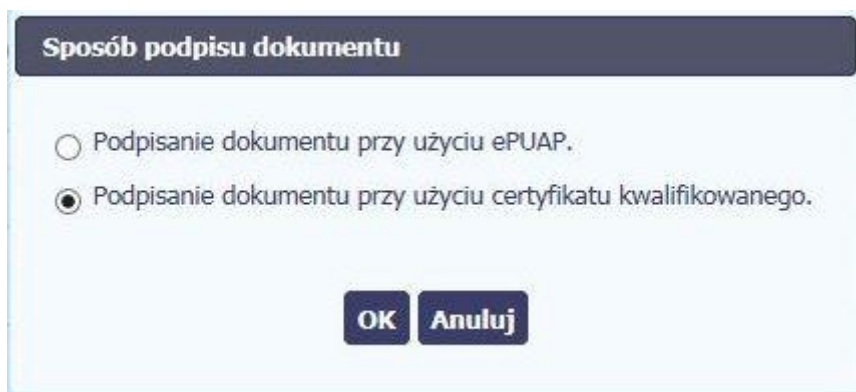 Sposób podpisu dokumentu
Podpisanie dokumentu przy użyciu ePUAP.
Podpisanie dokumentu przy użyciu certyfikatu kwalifikowanego.
OK Anuluj